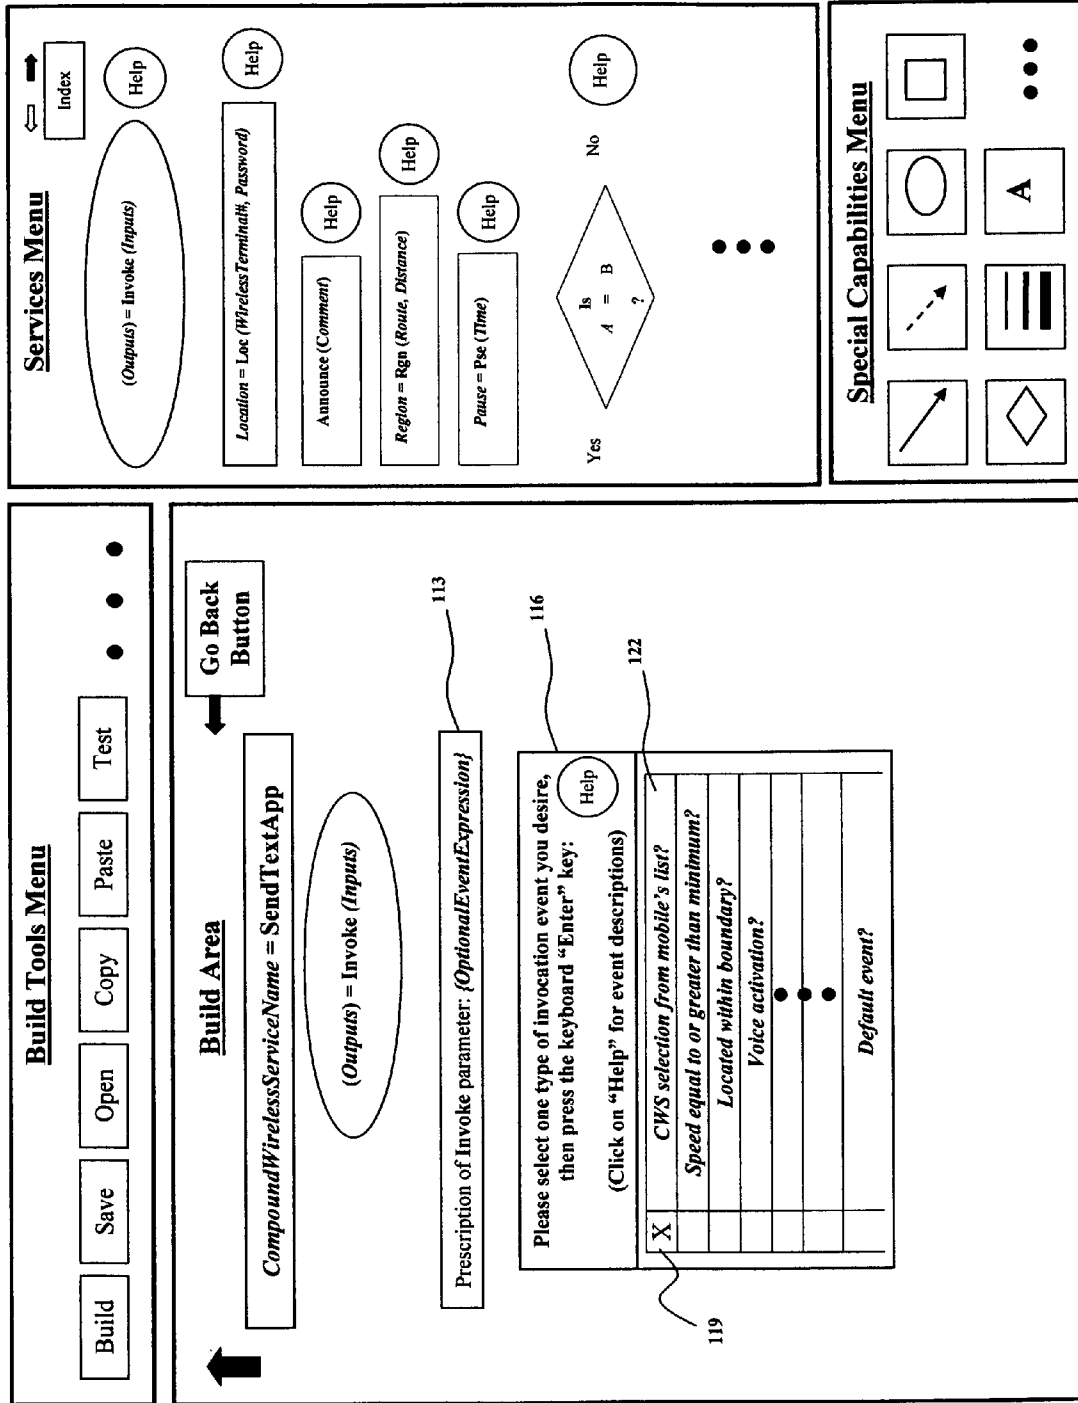 Build Tools Menu
Build
Save
Open
Copy
Paste
Test
Build Area
Go Back
Button
CompoundWirelessServiceName = SendTextApp
(Outputs) = Invoke (Inputs)
Prescription of Invoke parameter: {OptionalEventExpression}
113
Please select one type of invocation event you desire,
then press the keyboard “Enter” key:
(Click on “Help” for event descriptions)
Help
116
X
CWS selection from mobile's list?
Speed equal to or greater than minimum?
Located within boundary?
Voice activation?
Default event?
119
122
Services Menu
Index
(Outputs) = Invoke (Inputs)
Help
Location = Loc (WirelessTerminal#, Password)
Help
Announce (Comment)
Help
Region = Rgn (Route, Distance)
Help
Pause = Pse (Time)
Help
Yes
Is
A = B
?
No
Help
Special Capabilities Menu
A